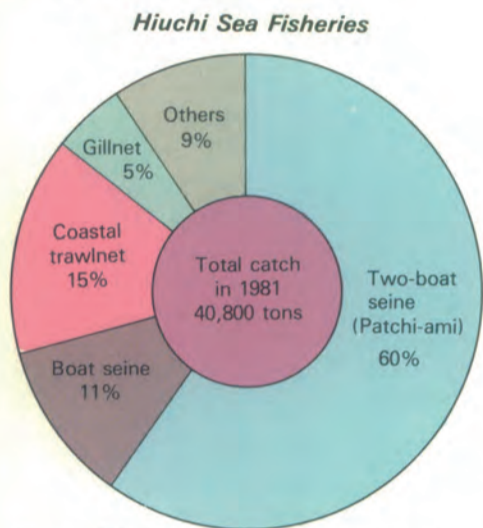 Hiuchi Sea Fisheries
Others
9%
Gillnet
5%
Coastal
trawlnet
15%
Boat seine
11%
Total catch
in 1981
40,800 tons
Two-boat
seine
(Patchi-ami)
60%